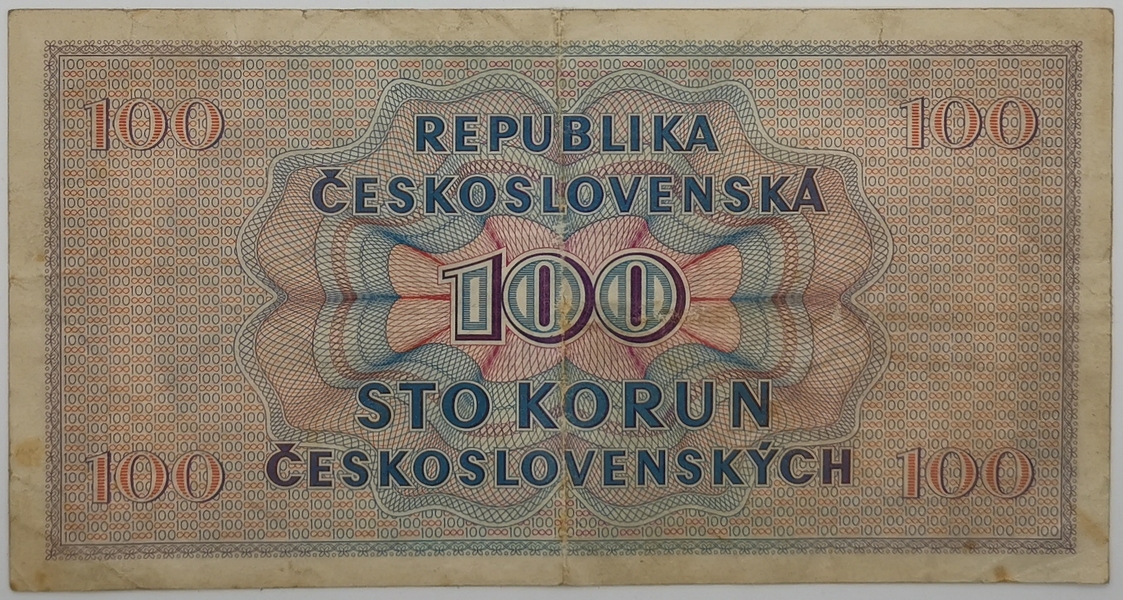 100 100
REPUBLIKA
ČESKOSLOVENSKÁ
100
STO KORUN
ČESKOSLOVENSKÝCH
100 100